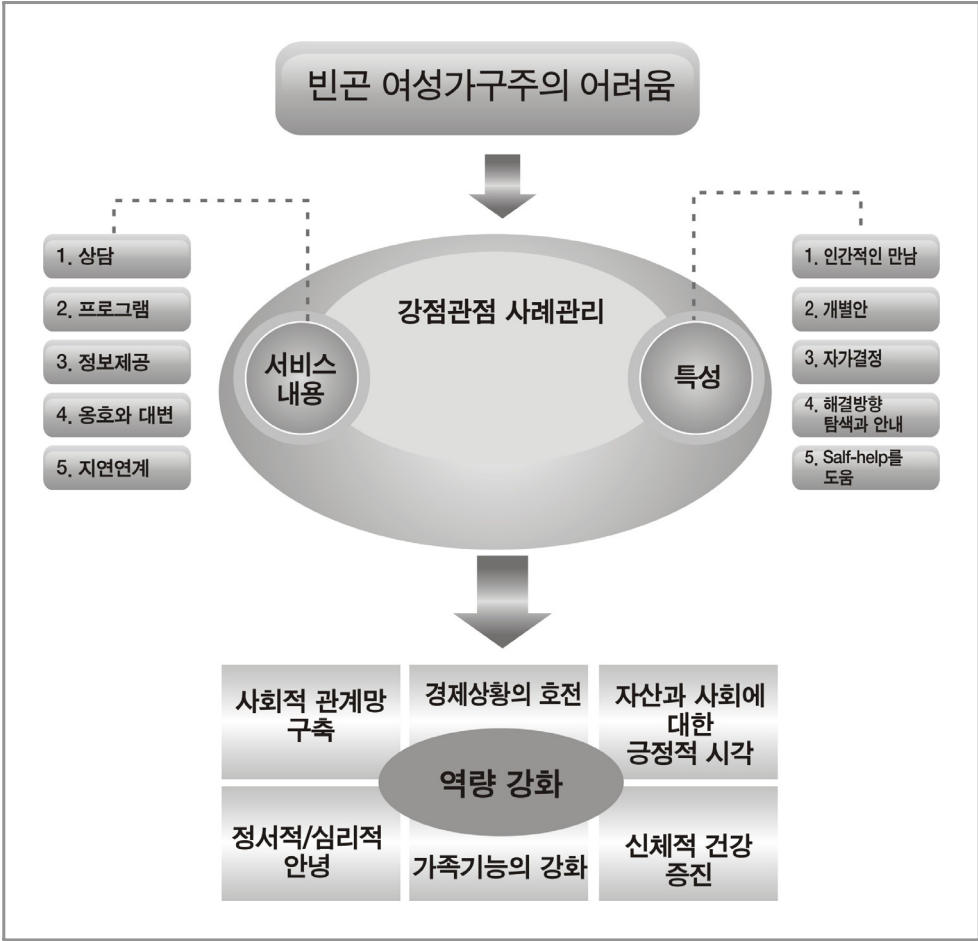 빈곤 여성가구주의 어려움
1. 상담
2. 프로그램
3. 정보제공
4. 옹호와 대변
5. 지연연계
강점관점 사례관리
서비스
내용
특성
1. 인간적인 만남
2. 개별안
3. 자가결정
4. 해결방향
탐색과 안내
5. Salf-help를
도움
사회적 관계망
구축
경제상황의 호전
자산과 사회에
대한
긍정적 시각
역량 강화
정서적/심리적
안녕
가족기능의 강화
신체적 건강
증진